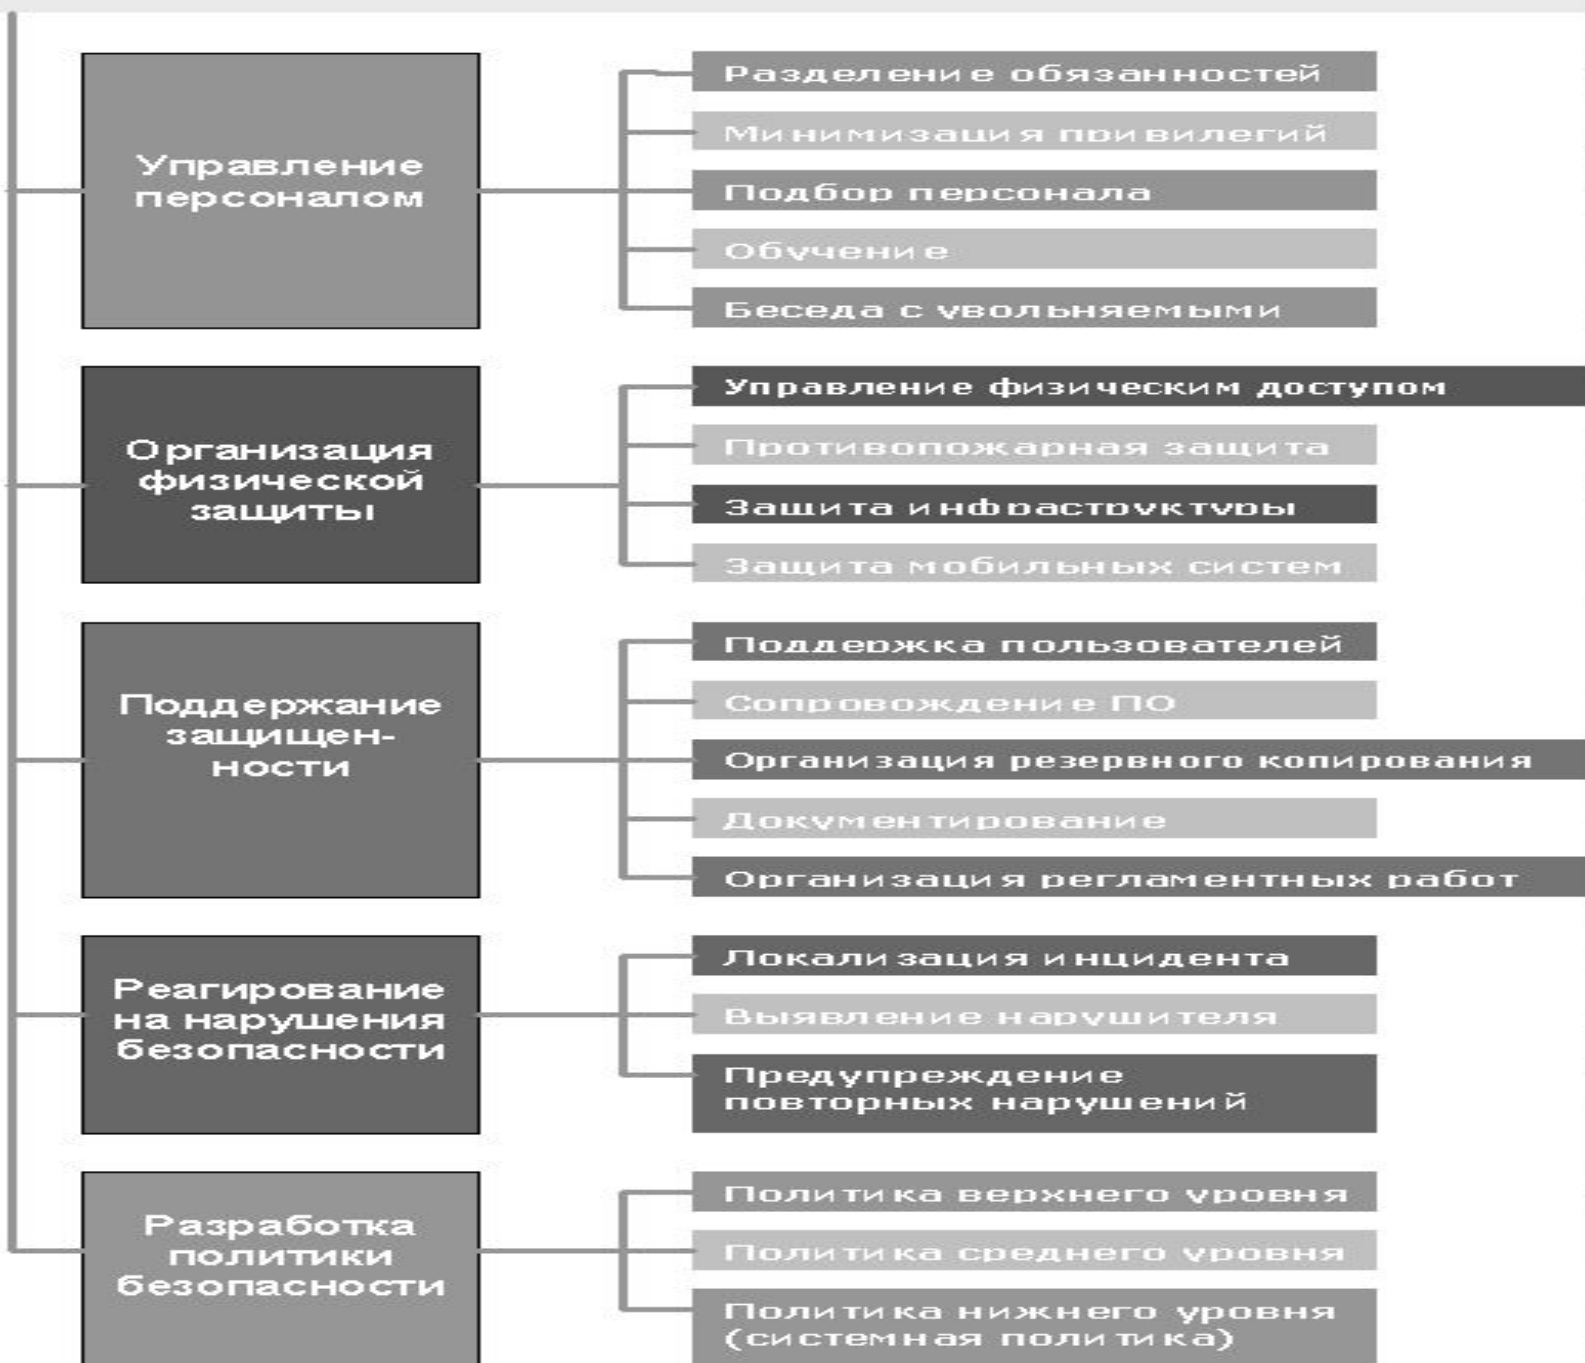 Управление
персоналом
Разделение обязанностей
Минимизация привилегий
Подбор персонала
Обучение
Беседа с увольняемыми
Организация
физической
защиты
Управление физическим доступом
Противопожарная защита
Защита инфраструктуры
Защита мобильных систем
Поддержание
защищен-
ности
Поддержка пользователей
Сопровождение ПО
Организация резервного копирования
Документирование
Организация регламентных работ
Реагирование
на нарушения
безопасности
Локализация инцидента
Выявление нарушителя
Предупреждение
повторных нарушений
Разработка
политики
безопасности
Политика верхнего уровня
Политика среднего уровня
Политика нижнего уровня
(системная политика)